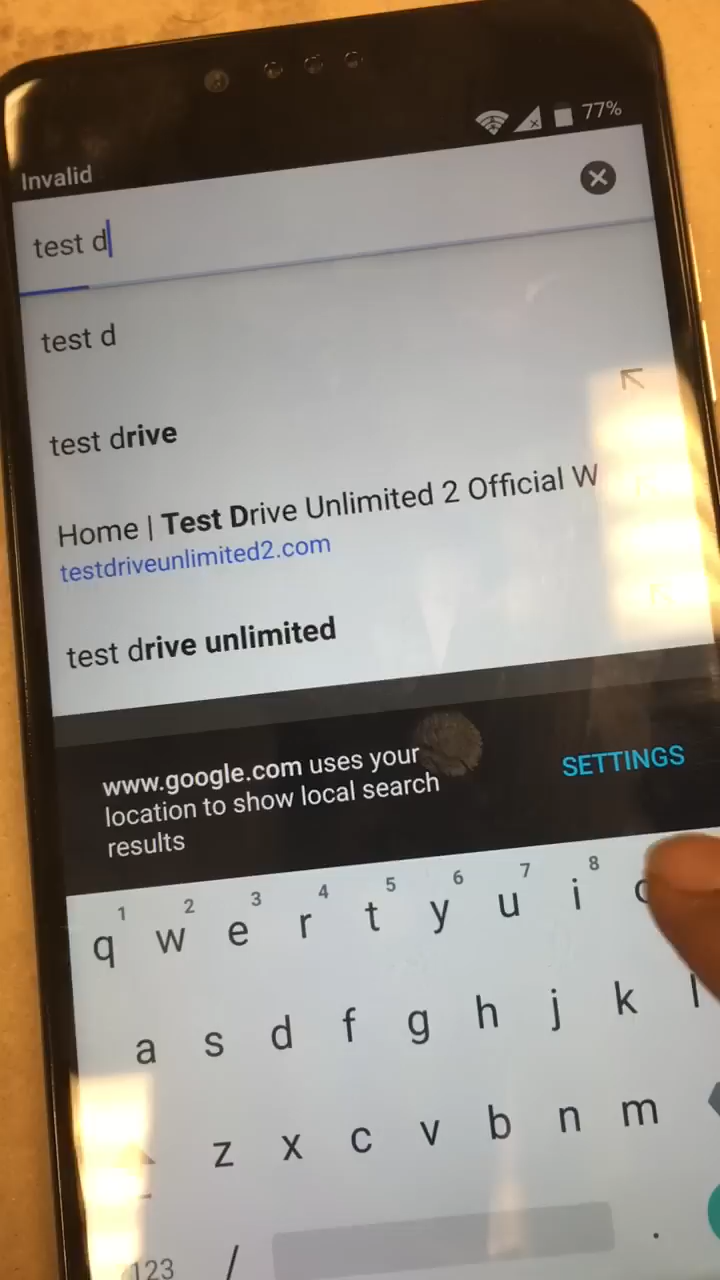 77%
Invalid
test d
test d
test drive
Home | Test Drive Unlimited 2 Official W
testdriveunlimited2.com
test drive unlimited
www.google.com uses your
location to show local search
results
SETTINGS
1 2 3 4 5 6 7 8
q w e r t y u i
a s d f g h j k l
z x c v b n m
123 / .